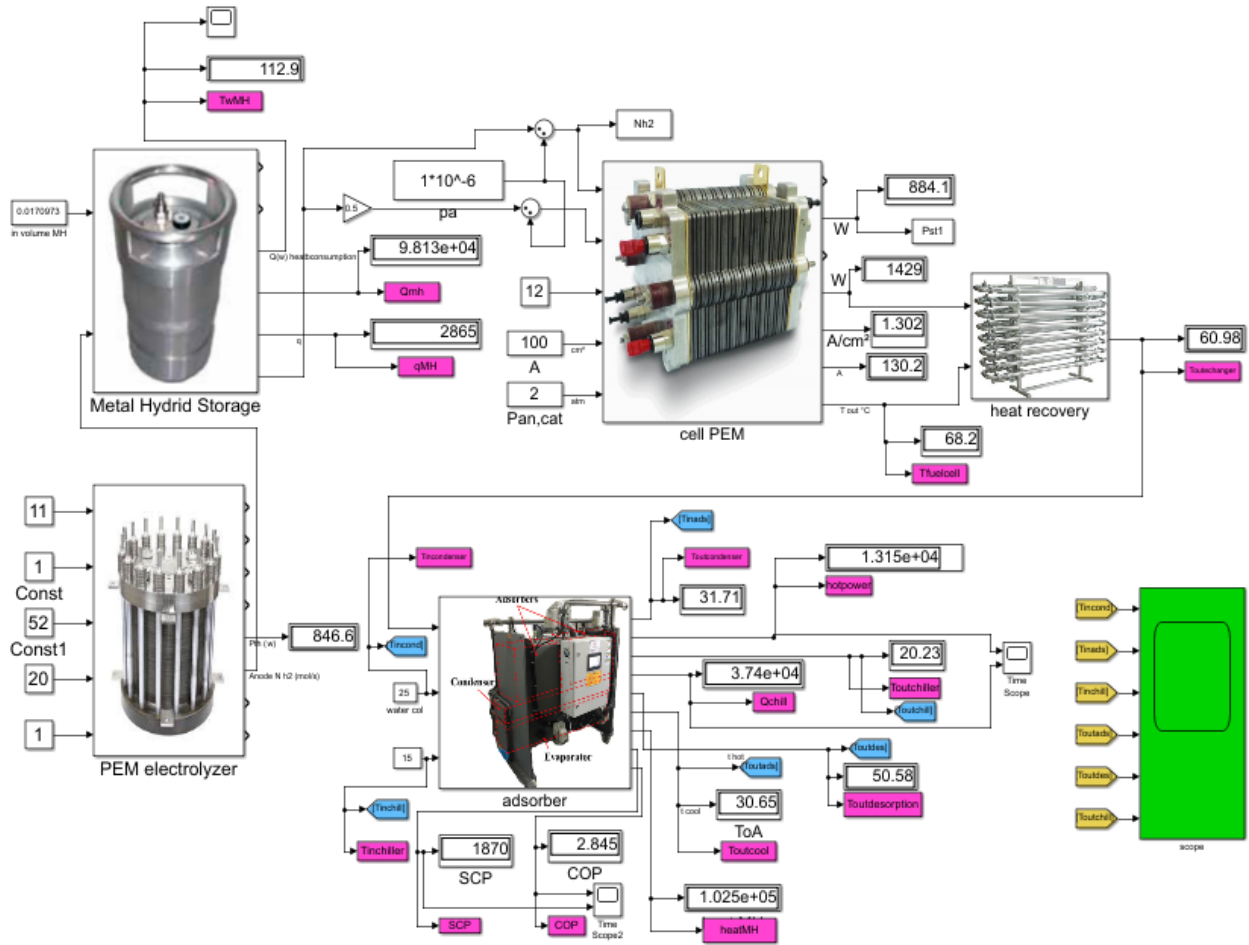 112.9
TwMH
Nh2
1*10^-6
pa
0.0170973
in volume MH
0.5
Q(w) heatbconsumption
9.813e+04
Qmh
2865
q
qMH
Metal Hydrid Storage
12
100
cm²
A
2
atm
Pan,cat
884.1
W
Pst1
W
1429
1.302
A/cm²
130.2
A
T out °C
cell PEM
68.2
Tfuelcell
heat recovery
60.98
Toutechanger
11
1
Const
52
Const1
20
1
PEM electrolyzer
Pth (w)
846.6
Anode N h2 (mol/s)
Tincondenser
[Tincond]
25
water col
15
[Tinchill]
Tinchiller
Adsorbers
Condenser
Evaporator
adsorber
[Tinads]
Toutcondenser
31.71
1.315e+04
hotpower
20.23
Toutchiller
[Toutchill]
Time
Scope
3.74e+04
Qchill
t hot
[Toutdes]
[Toutads]
50.58
Toutdesorption
t cool
30.65
ToA
Toutcool
1870
SCP
2.845
COP
SCP
COP
Time
Scope2
1.025e+05
heatMH
[Tincond]
[Tinads]
[Tinchill]
[Toutads]
[Toutdes]
[Toutchill]
scope